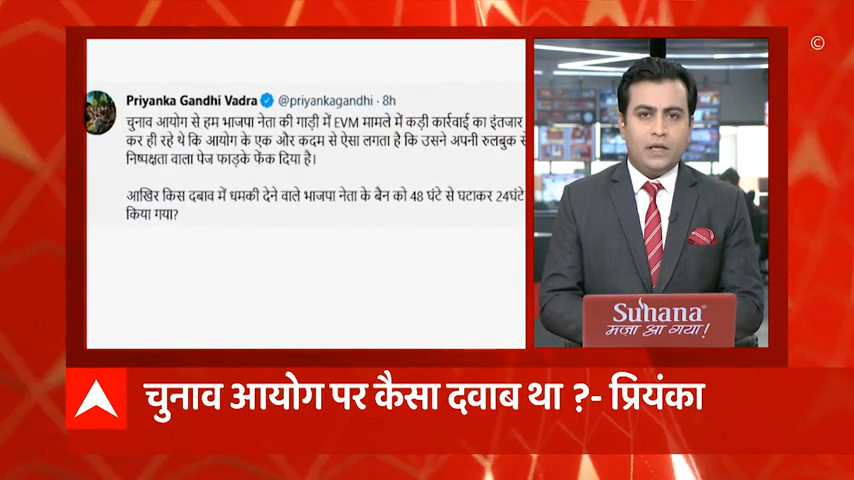 ©
Priyanka Gandhi Vadra @priyankagandhi · 8h
चुनाव आयोग से हम भाजपा नेता की गाड़ी में EVM मामले में कड़ी कार्रवाई का इंतजार
कर ही रहे थे कि आयोग के एक और कदम से ऐसा लगता है कि उसने अपनी रुलबुक से
निष्पक्षता वाला पेज फाड़के फेंक दिया है।
आखिर किस दबाव में धमकी देने वाले भाजपा नेता के बैन को 48 घंटे से घटाकर 24घंटे
किया गया?
Suhana
मज़ा आ गया!
चुनाव आयोग पर कैसा दवाब था ?- प्रियंका